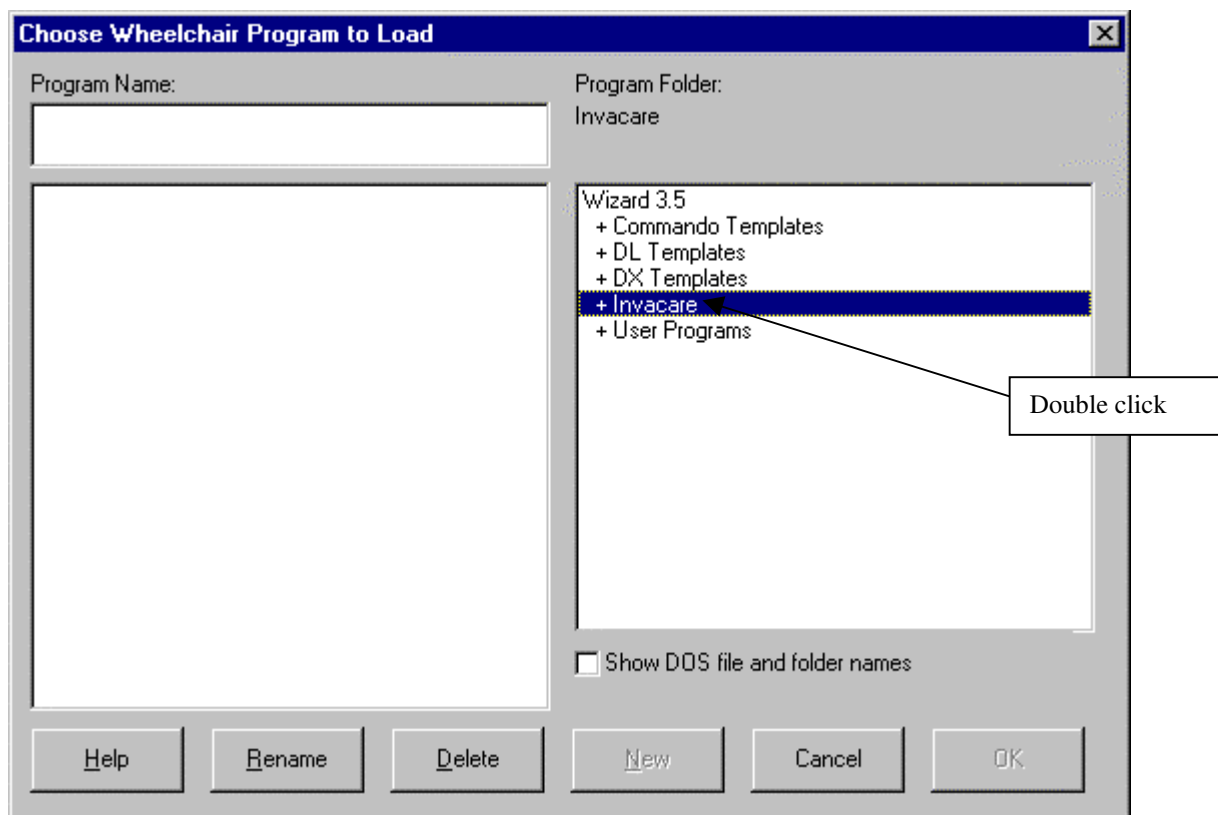 Choose Wheelchair Program to Load
Program Name:
Program Folder:
Invacare
Wizard 3.5
+ Commando Templates
+ DL Templates
+ DX Templates
+ Invacare
+ User Programs
Double click
Show DOS file and folder names
Help
Rename
Delete
New
Cancel
OK